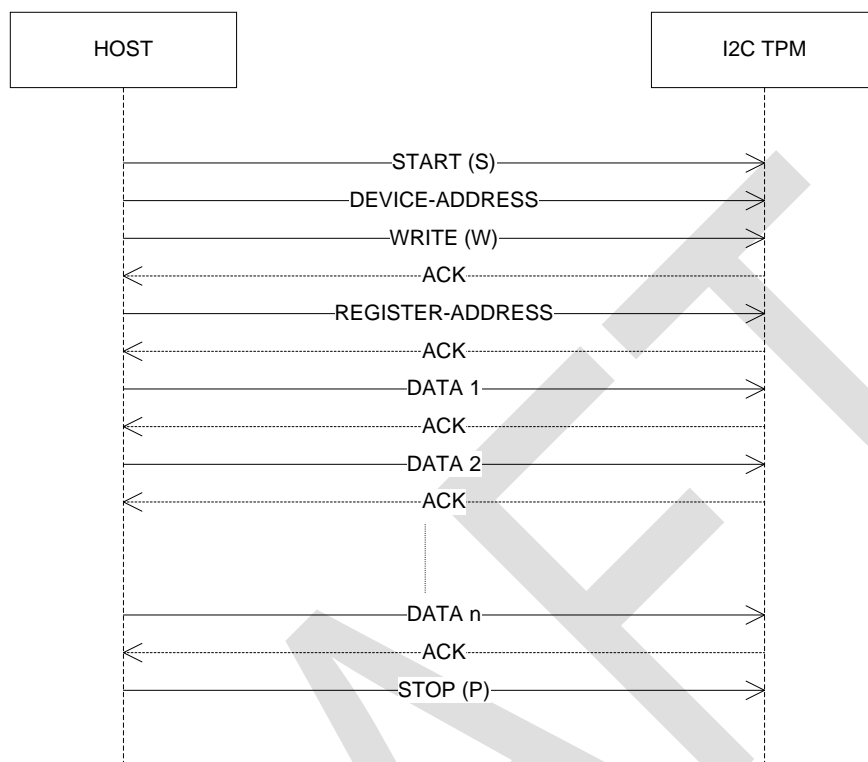 HOST
I2C TPM
START (S)
DEVICE-ADDRESS
WRITE (W)
ACK
REGISTER-ADDRESS
ACK
DATA 1
ACK
DATA 2
ACK
DATA n
ACK
STOP (P)